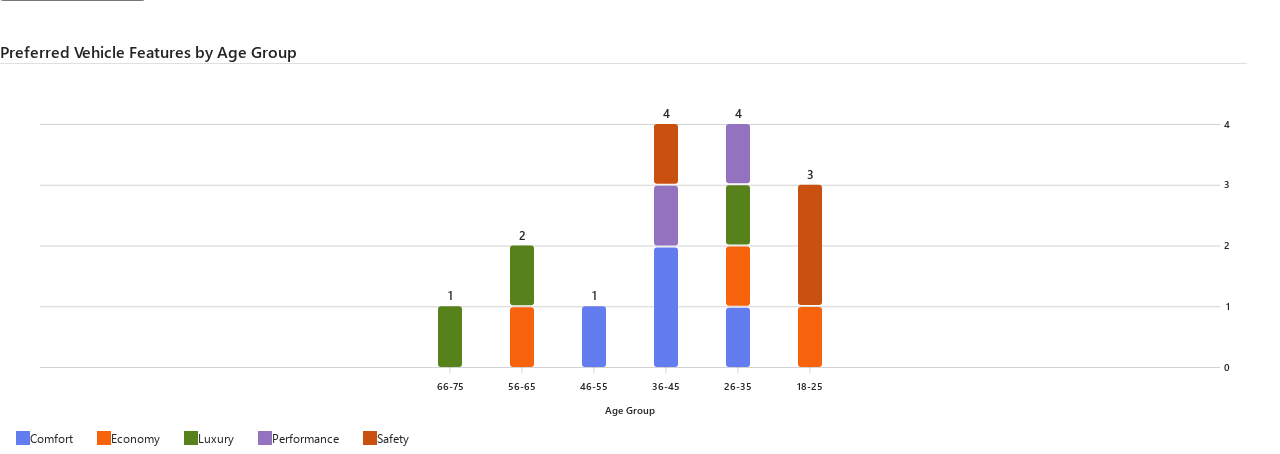 Preferred Vehicle Features by Age Group
4 4
4
3
3
2
2
1 1
1
0
66-75 56-65 46-55 36-45 26-35 18-25
Age Group
Comfort Economy Luxury Performance Safety